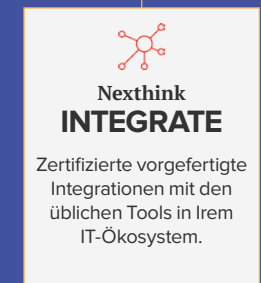 Nexthink
INTEGRATE
Zertifizierte vorgefertigte
Integrationen mit den
üblichen Tools in Irem
IT-Ökosystem.